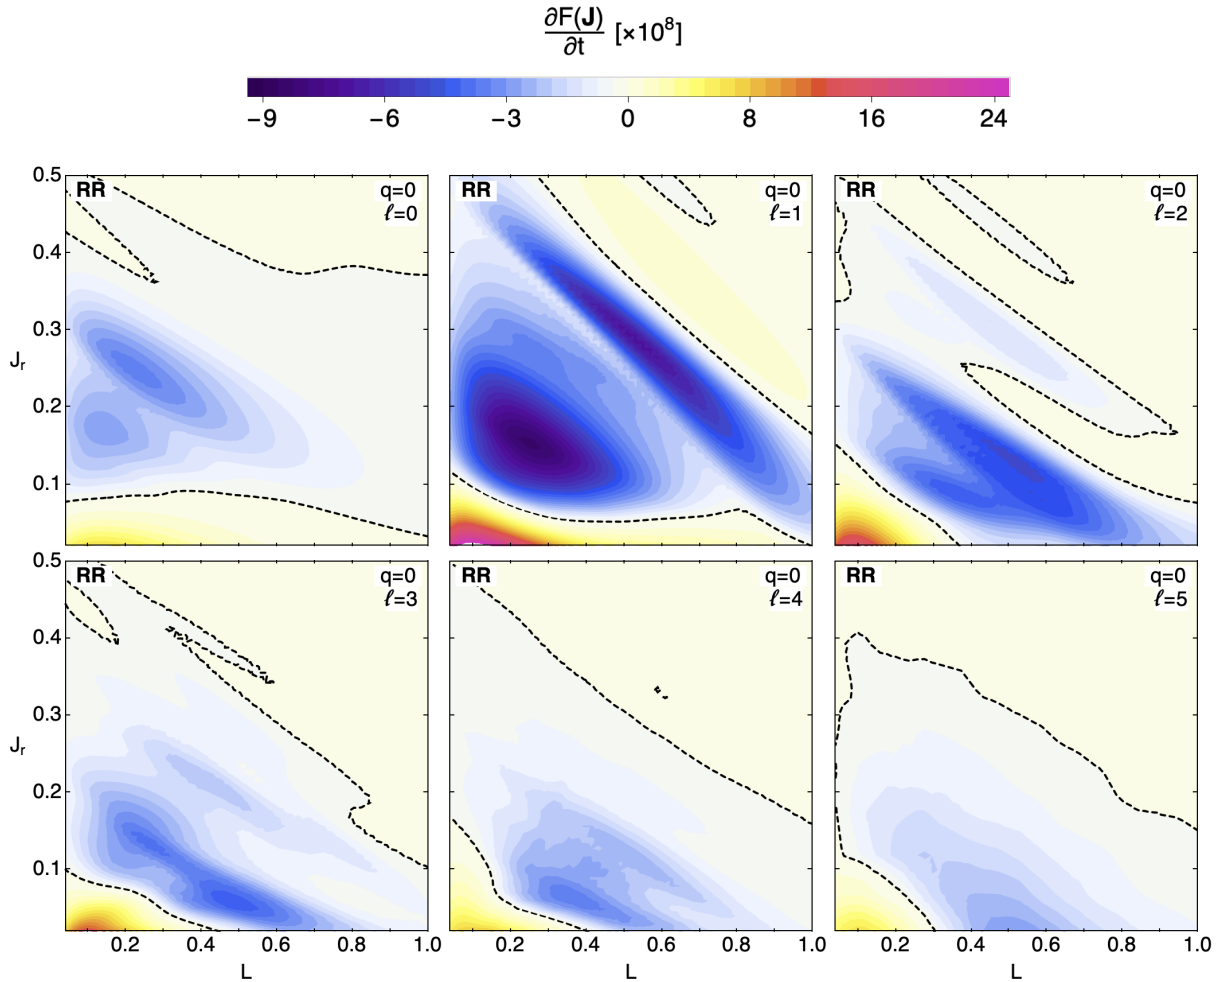 ∂F(J)/∂t [×10⁸]
−9 −6 −3 0 8 16 24
RR q=0 ℓ=0
RR q=0 ℓ=1
RR q=0 ℓ=2
0.5
0.4
0.3
Jr
0.2
0.1
RR q=0 ℓ=3
RR q=0 ℓ=4
RR q=0 ℓ=5
0.5
0.4
0.3
Jr
0.2
0.1
0.2 0.4 0.6 0.8 1.0
0.2 0.4 0.6 0.8 1.0
0.2 0.4 0.6 0.8 1.0
L
L
L